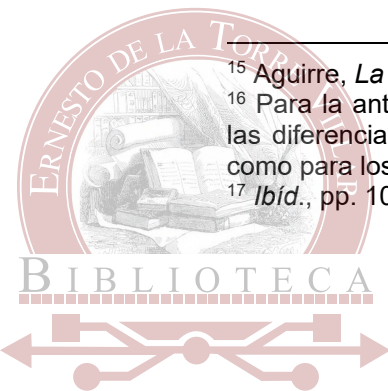 ERNESTO DE LA TORRE VILLAR
BIBLIOTECA
15 Aguirre, La
16 Para la ant
las diferencia
como para los
17 Ibíd., pp. 10